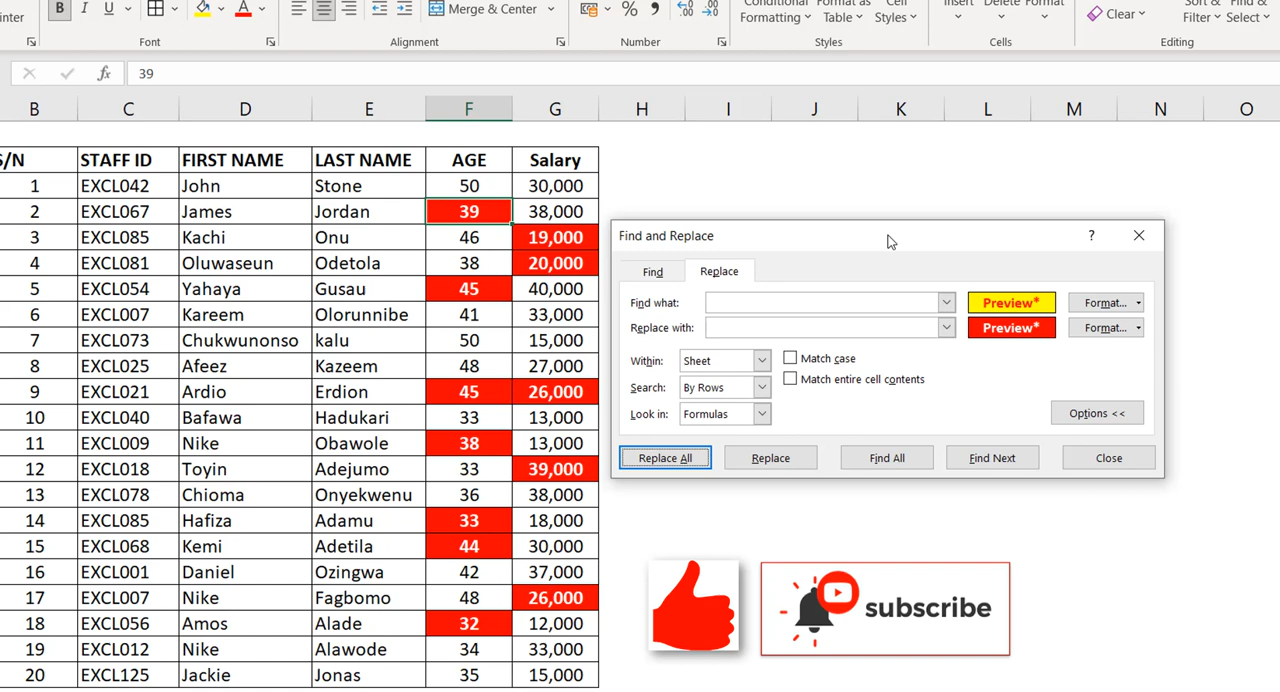 inter
B I U A
Merge & Center
% 9
Conditional Formatting
Format as Table
Cell Styles
Insert Delete Format
Clear
Sort & Filter
Find & Select
Font Alignment Number Styles Cells Editing
fx 39
B C D E F G H I J K L M N O
S/N STAFF ID FIRST NAME LAST NAME AGE Salary
1 EXCL042 John Stone 50 30,000
2 EXCL067 James Jordan 39 38,000
3 EXCL085 Kachi Onu 46 19,000
4 EXCL081 Oluwaseun Odetola 38 20,000
5 EXCL054 Yahaya Gusau 45 40,000
6 EXCL007 Kareem Olorunnibe 41 33,000
7 EXCL073 Chukwunonso kalu 50 15,000
8 EXCL025 Afeez Kazeem 48 27,000
9 EXCL021 Ardio Erdion 45 26,000
10 EXCL040 Bafawa Hadukari 33 13,000
11 EXCL009 Nike Obawole 38 13,000
12 EXCL018 Toyin Adejumo 33 39,000
13 EXCL078 Chioma Onyekwenu 36 38,000
14 EXCL085 Hafiza Adamu 33 18,000
15 EXCL068 Kemi Adetila 44 30,000
16 EXCL001 Daniel Ozingwa 42 37,000
17 EXCL007 Nike Fagbomo 48 26,000
18 EXCL056 Amos Alade 32 12,000
19 EXCL012 Nike Alawode 34 33,000
20 EXCL125 Jackie Jonas 35 15,000
Find and Replace ?
Find Replace
Find what: Preview* Format...
Replace with: Preview* Format...
Within: Sheet Match case
Search: By Rows Match entire cell contents
Look in: Formulas Options <<
Replace All Replace Find All Find Next Close
subscribe